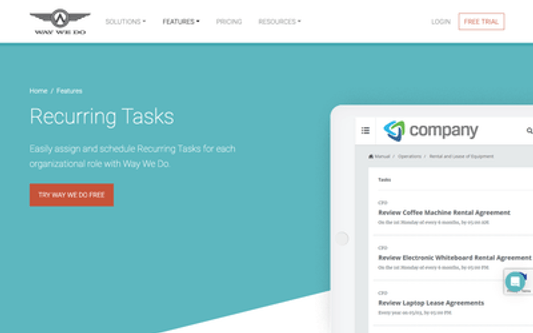 WAY WE DO
SOLUTIONS
FEATURES
PRICING
RESOURCES
LOGIN
FREE TRIAL
Home / Features
Recurring Tasks
Easily assign and schedule Recurring Tasks for each
organizational role with Way We Do.
TRY WAY WE DO FREE
company
Manual / Operations / Rental and Lease of Equipment
Tasks
CFO
Review Coffee Machine Rental Agreement
On the 1st Monday of every 6 months, by 05:00 AM
CFO
Review Electronic Whiteboard Rental Agreement
On the 1st Monday of every 6 months, by 05:00 PM
CFO
Review Laptop Lease Agreements
Every year on 05/05, by 05:00 PM